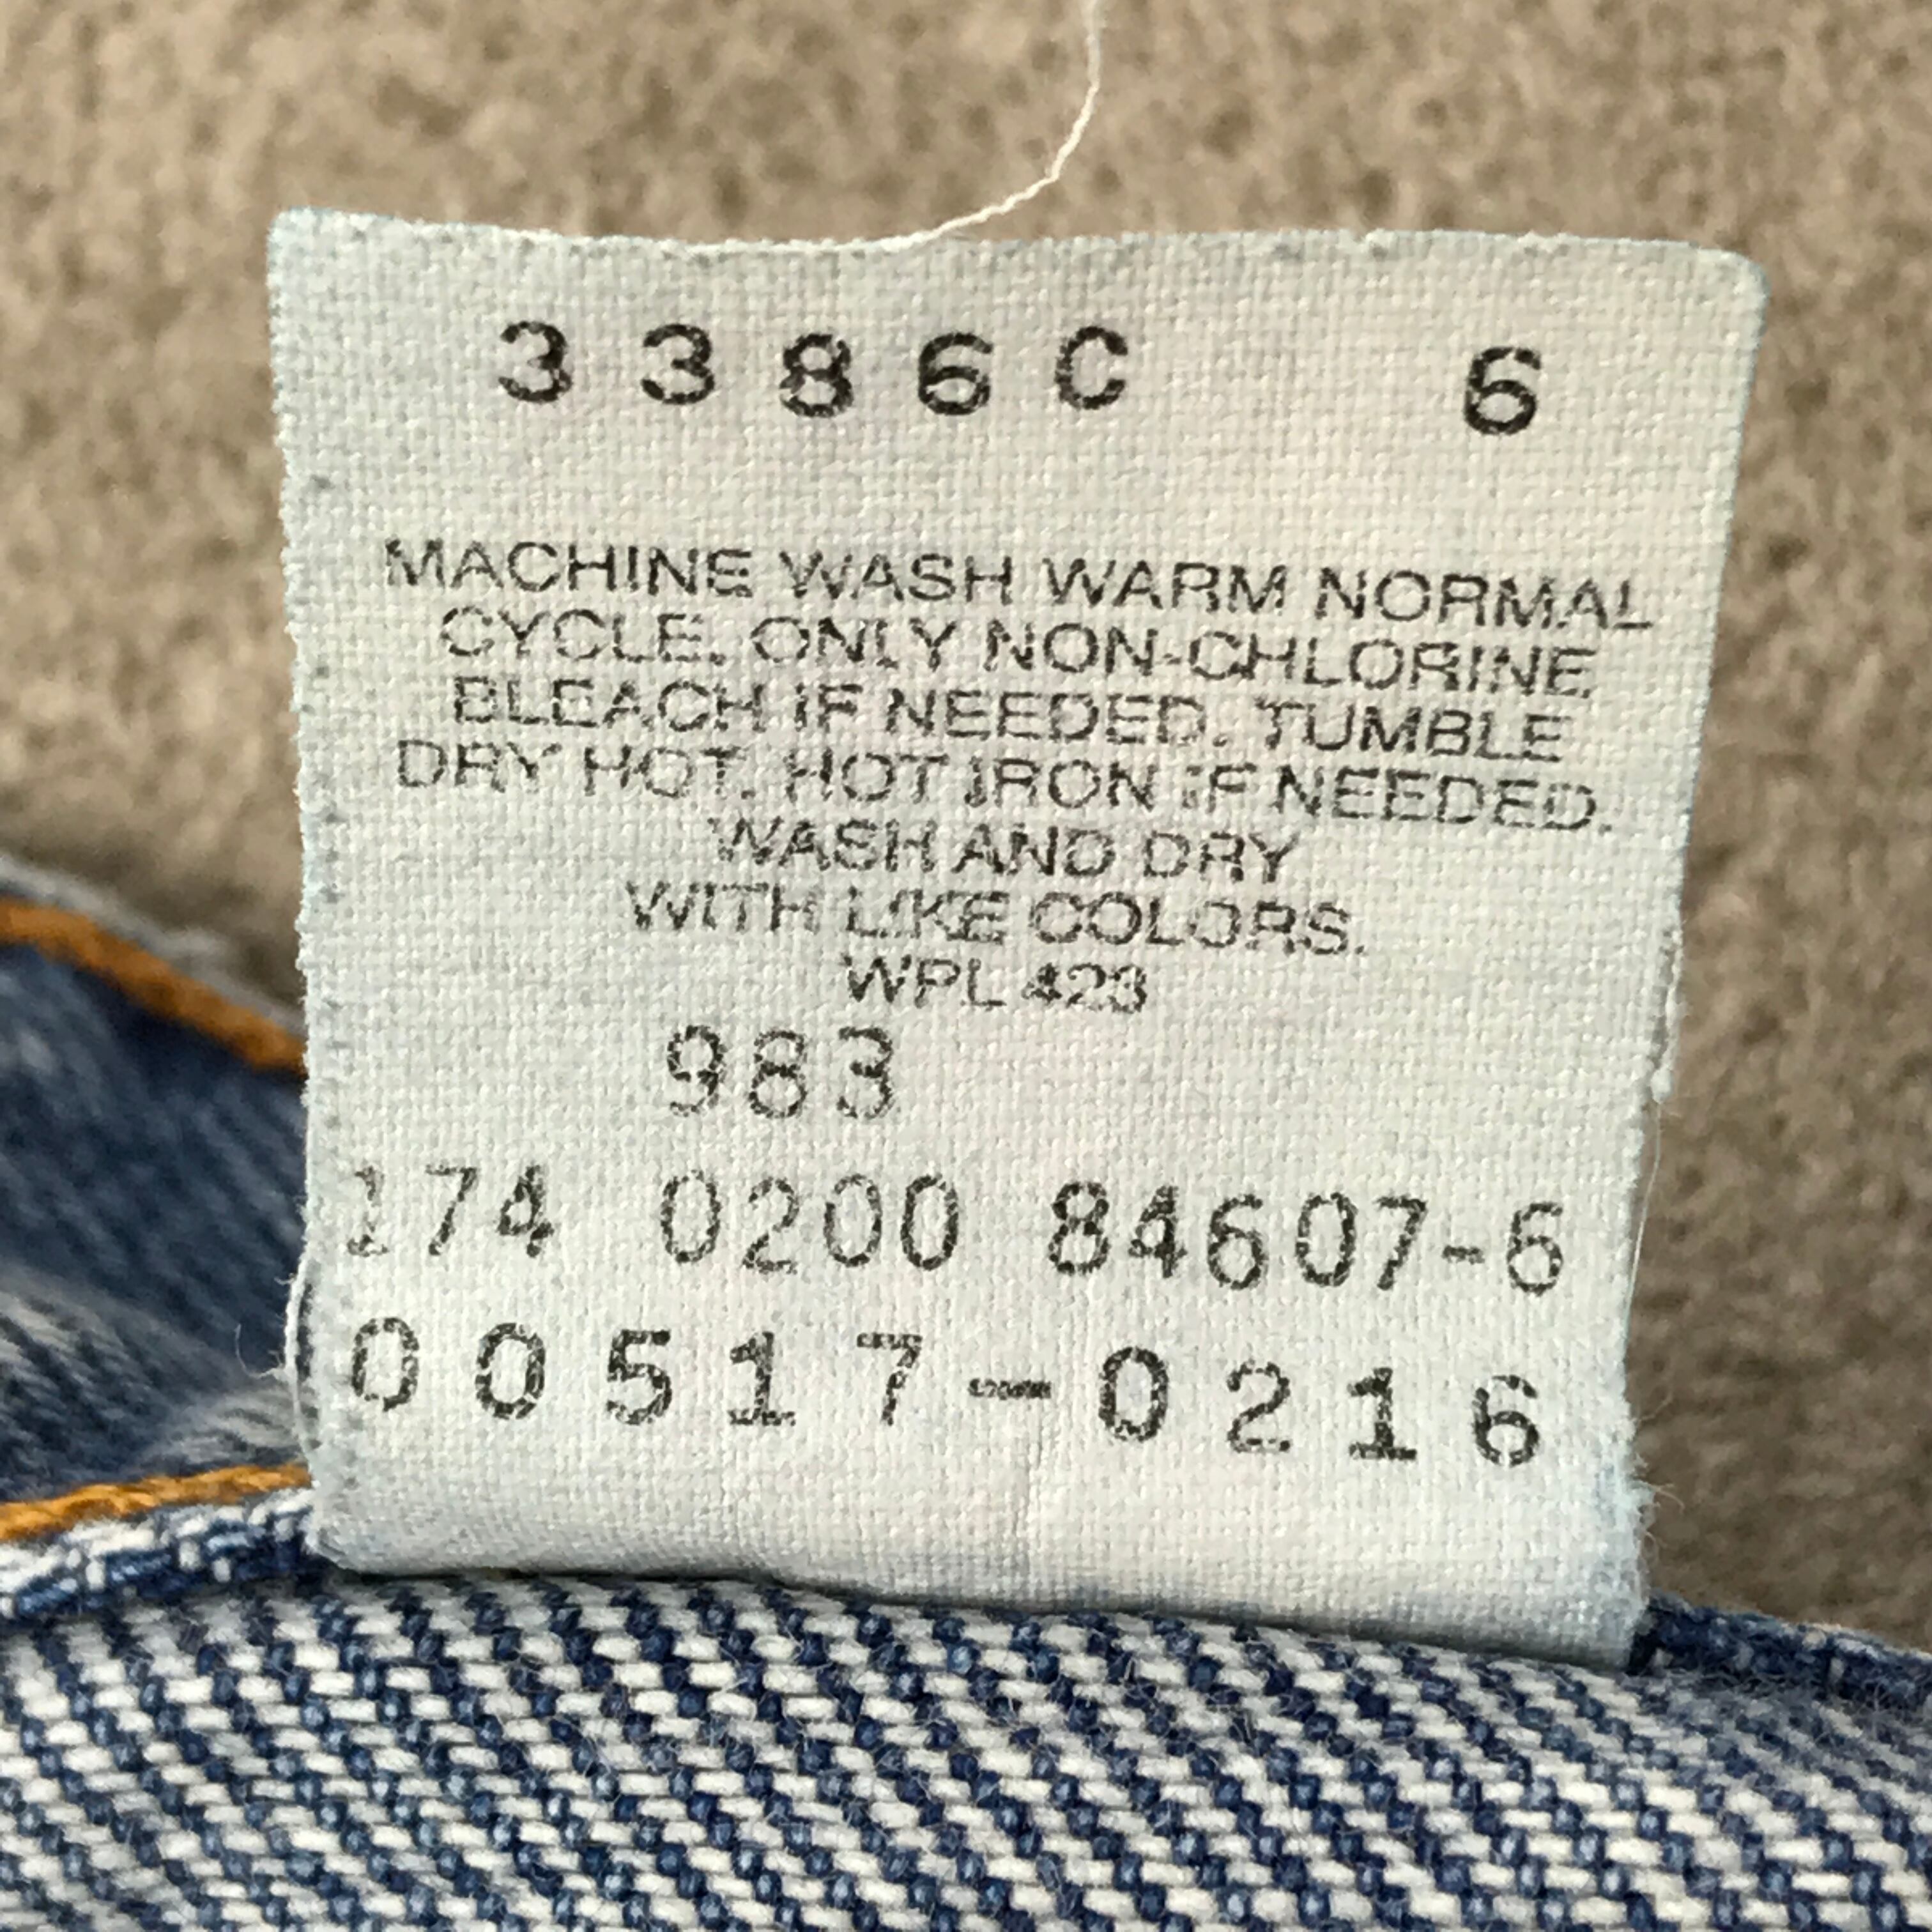 3386C 6
MACHINE WASH WARM NORMAL
CYCLE. ONLY NON-CHLORINE
BLEACH IF NEEDED. TUMBLE
DRY HOT. HOT IRON IF NEEDED.
WASH AND DRY
WITH LIKE COLORS.
WPL 423
983
174 0200 84607-6
00517-0216